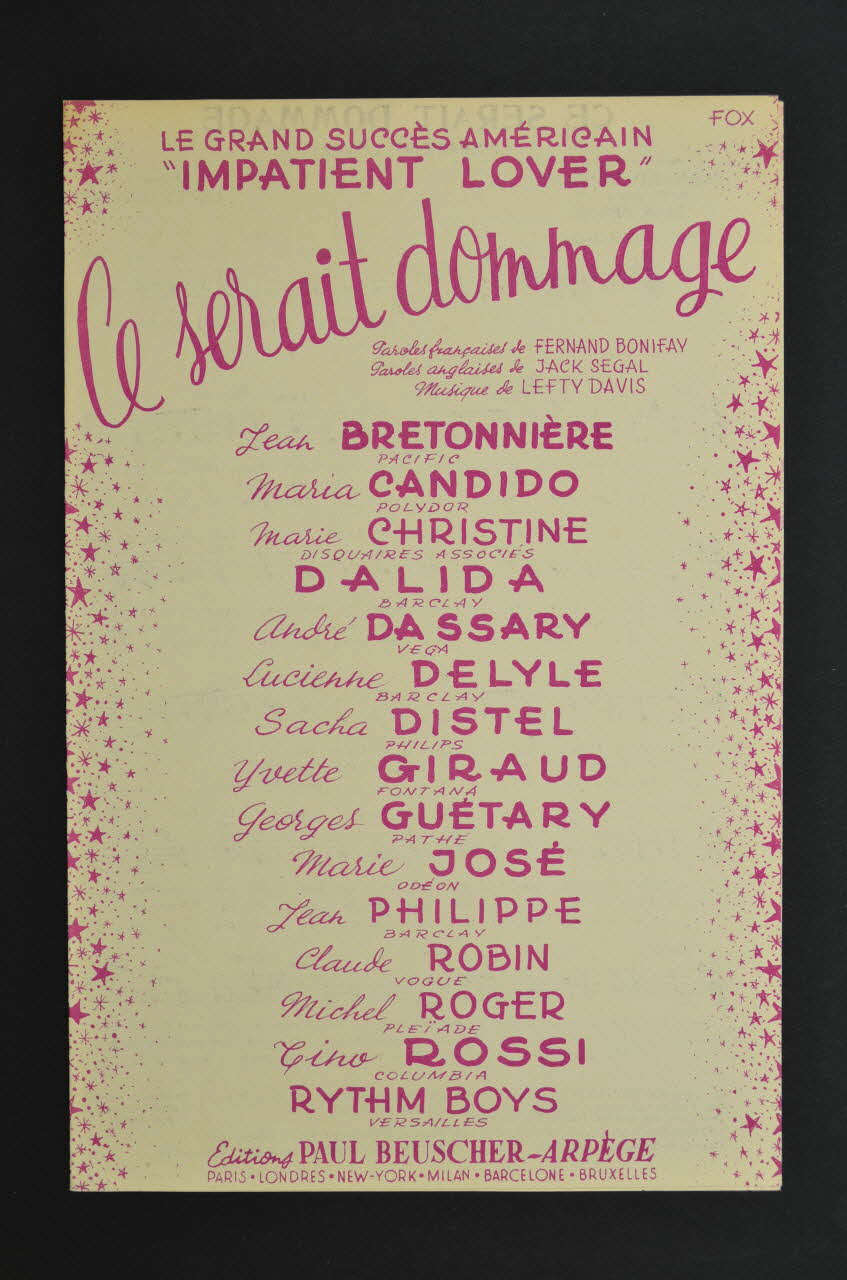 FOX
LE GRAND SUCCÈS AMÉRICAIN
"IMPATIENT LOVER"
Ce serait dommage
Paroles françaises de FERNAND BONIFAY
Paroles anglaises de JACK SEGAL
Musique de LEFTY DAVIS
Jean BRETONNIÈRE
PACIFIC
Maria CANDIDO
POLYDOR
Marie CHRISTINE
DISQUAIRES ASSOCIÉS
DALIDA
BARCLAY
André DASSARY
VEGA
Lucienne DELYLE
BARCLAY
Sacha DISTEL
PHILIPS
Yvette GIRAUD
FONTANA
Georges GUÉTARY
PATHE
Marie JOSÉ
ODÉON
Jean PHILIPPE
BARCLAY
Claude ROBIN
VOGUE
Michel ROGER
PLEÏADE
Tino ROSSI
COLUMBIA
RYTHM BOYS
VERSAILLES
Editions PAUL BEUSCHER-ARPÈGE
PARIS • LONDRES • NEW-YORK • MILAN • BARCELONE • BRUXELLES